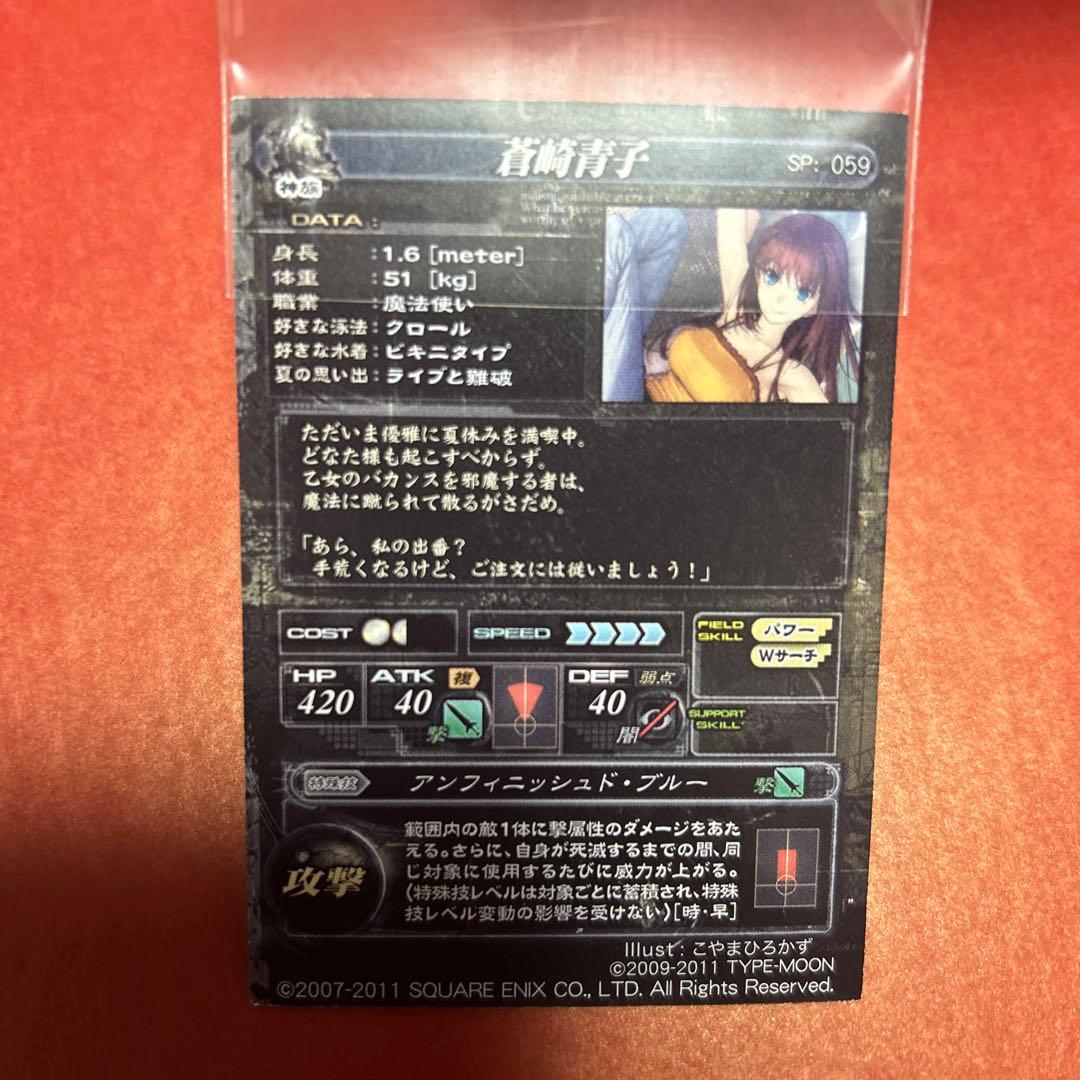 蒼崎青子
SP: 059
神族
DATA :
身長 : 1.6 [meter]
体重 : 51 [kg]
職業 : 魔法使い
好きな泳法 : クロール
好きな水着 : ビキニタイプ
夏の思い出 : ライブと難破
ただいま優雅に夏休みを満喫中。
どなた様も起こすべからず。
乙女のバカンスを邪魔する者は、
魔法に蹴られて散るがさだめ。
「あら、私の出番？
手荒くなるけど、ご注文には従いましょう！」
COST
SPEED
FIELD SKILL パワー
Wサーチ
HP 420
ATK 複 40 撃
DEF 弱点 40 闇
SUPPORT SKILL
特殊技 アンフィニッシュド・ブルー 撃
攻撃
範囲内の敵1体に撃属性のダメージをあた
える。さらに、自身が死滅するまでの間、同
じ対象に使用するたびに威力が上がる。
(特殊技レベルは対象ごとに蓄積され、特殊
技レベル変動の影響を受けない)[時・早]
Illust : こやまひろかず
©2009-2011 TYPE-MOON
©2007-2011 SQUARE ENIX CO., LTD. All Rights Reserved.